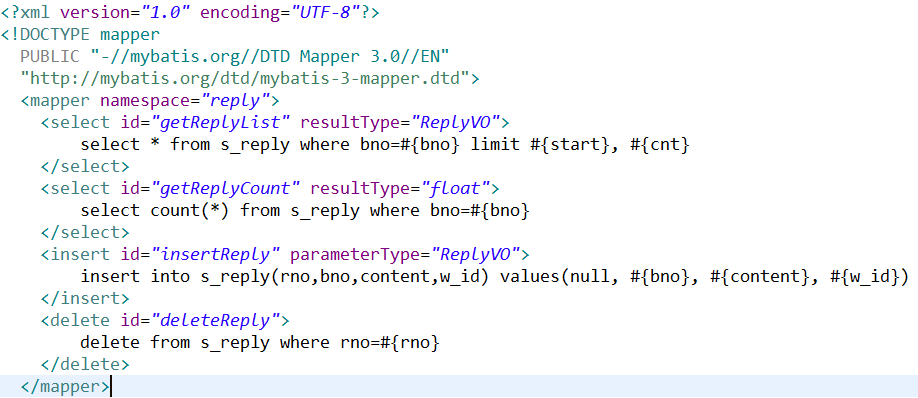 <?xml version="1.0" encoding="UTF-8"?>
<!DOCTYPE mapper
PUBLIC "-//mybatis.org//DTD Mapper 3.0//EN"
"http://mybatis.org/dtd/mybatis-3-mapper.dtd">
<mapper namespace="reply">
<select id="getReplyList" resultType="ReplyVO">
select * from s_reply where bno=#{bno} limit #{start}, #{cnt}
</select>
<select id="getReplyCount" resultType="float">
select count(*) from s_reply where bno=#{bno}
</select>
<insert id="insertReply" parameterType="ReplyVO">
insert into s_reply(rno,bno,content,w_id) values(null, #{bno}, #{content}, #{w_id})
</insert>
<delete id="deleteReply">
delete from s_reply where rno=#{rno}
</delete>
</mapper>